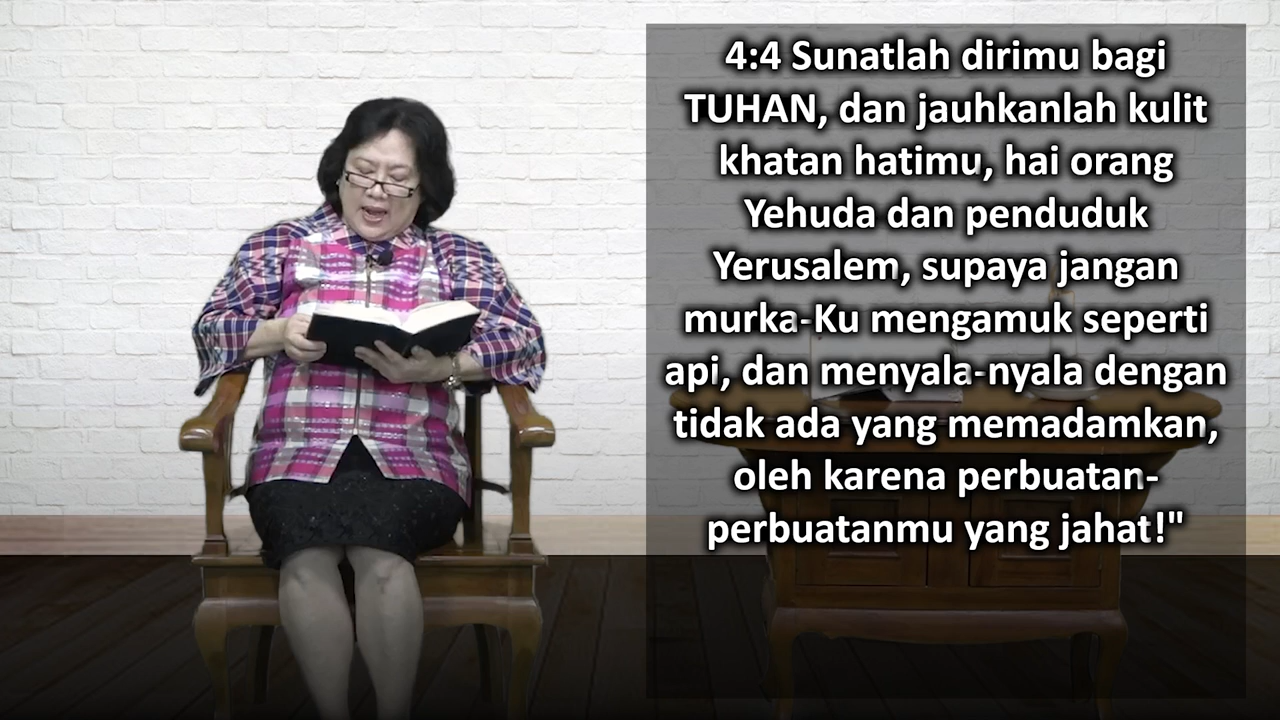 4:4 Sunatlah dirimu bagi
TUHAN, dan jauhkanlah kulit
khatan hatimu, hai orang
Yehuda dan penduduk
Yerusalem, supaya jangan
murka-Ku mengamuk seperti
api, dan menyala-nyala dengan
tidak ada yang memadamkan,
oleh karena perbuatan-
perbuatanmu yang jahat!"